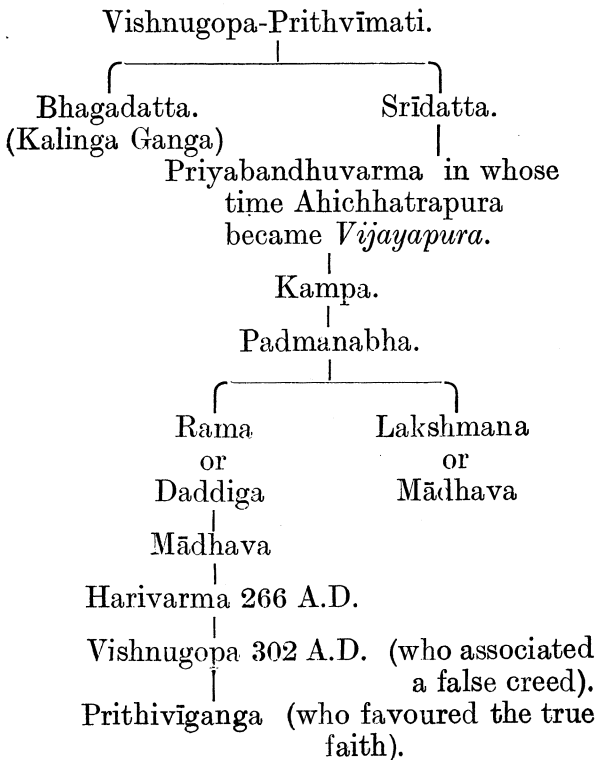 Vishnugopa-Prithvīmati.
Bhagadatta. Srīdatta.
(Kalinga Ganga)
Priyabandhuvarma in whose
time Ahichhatrapura
became Vijayapura.
Kampa.
Padmanabha.
Rama Lakshmana
or or
Daddiga Mādhava
Mādhava
Harivarma 266 A.D.
Vishnugopa 302 A.D. (who associated
a false creed).
Prithivīganga (who favoured the true
faith).